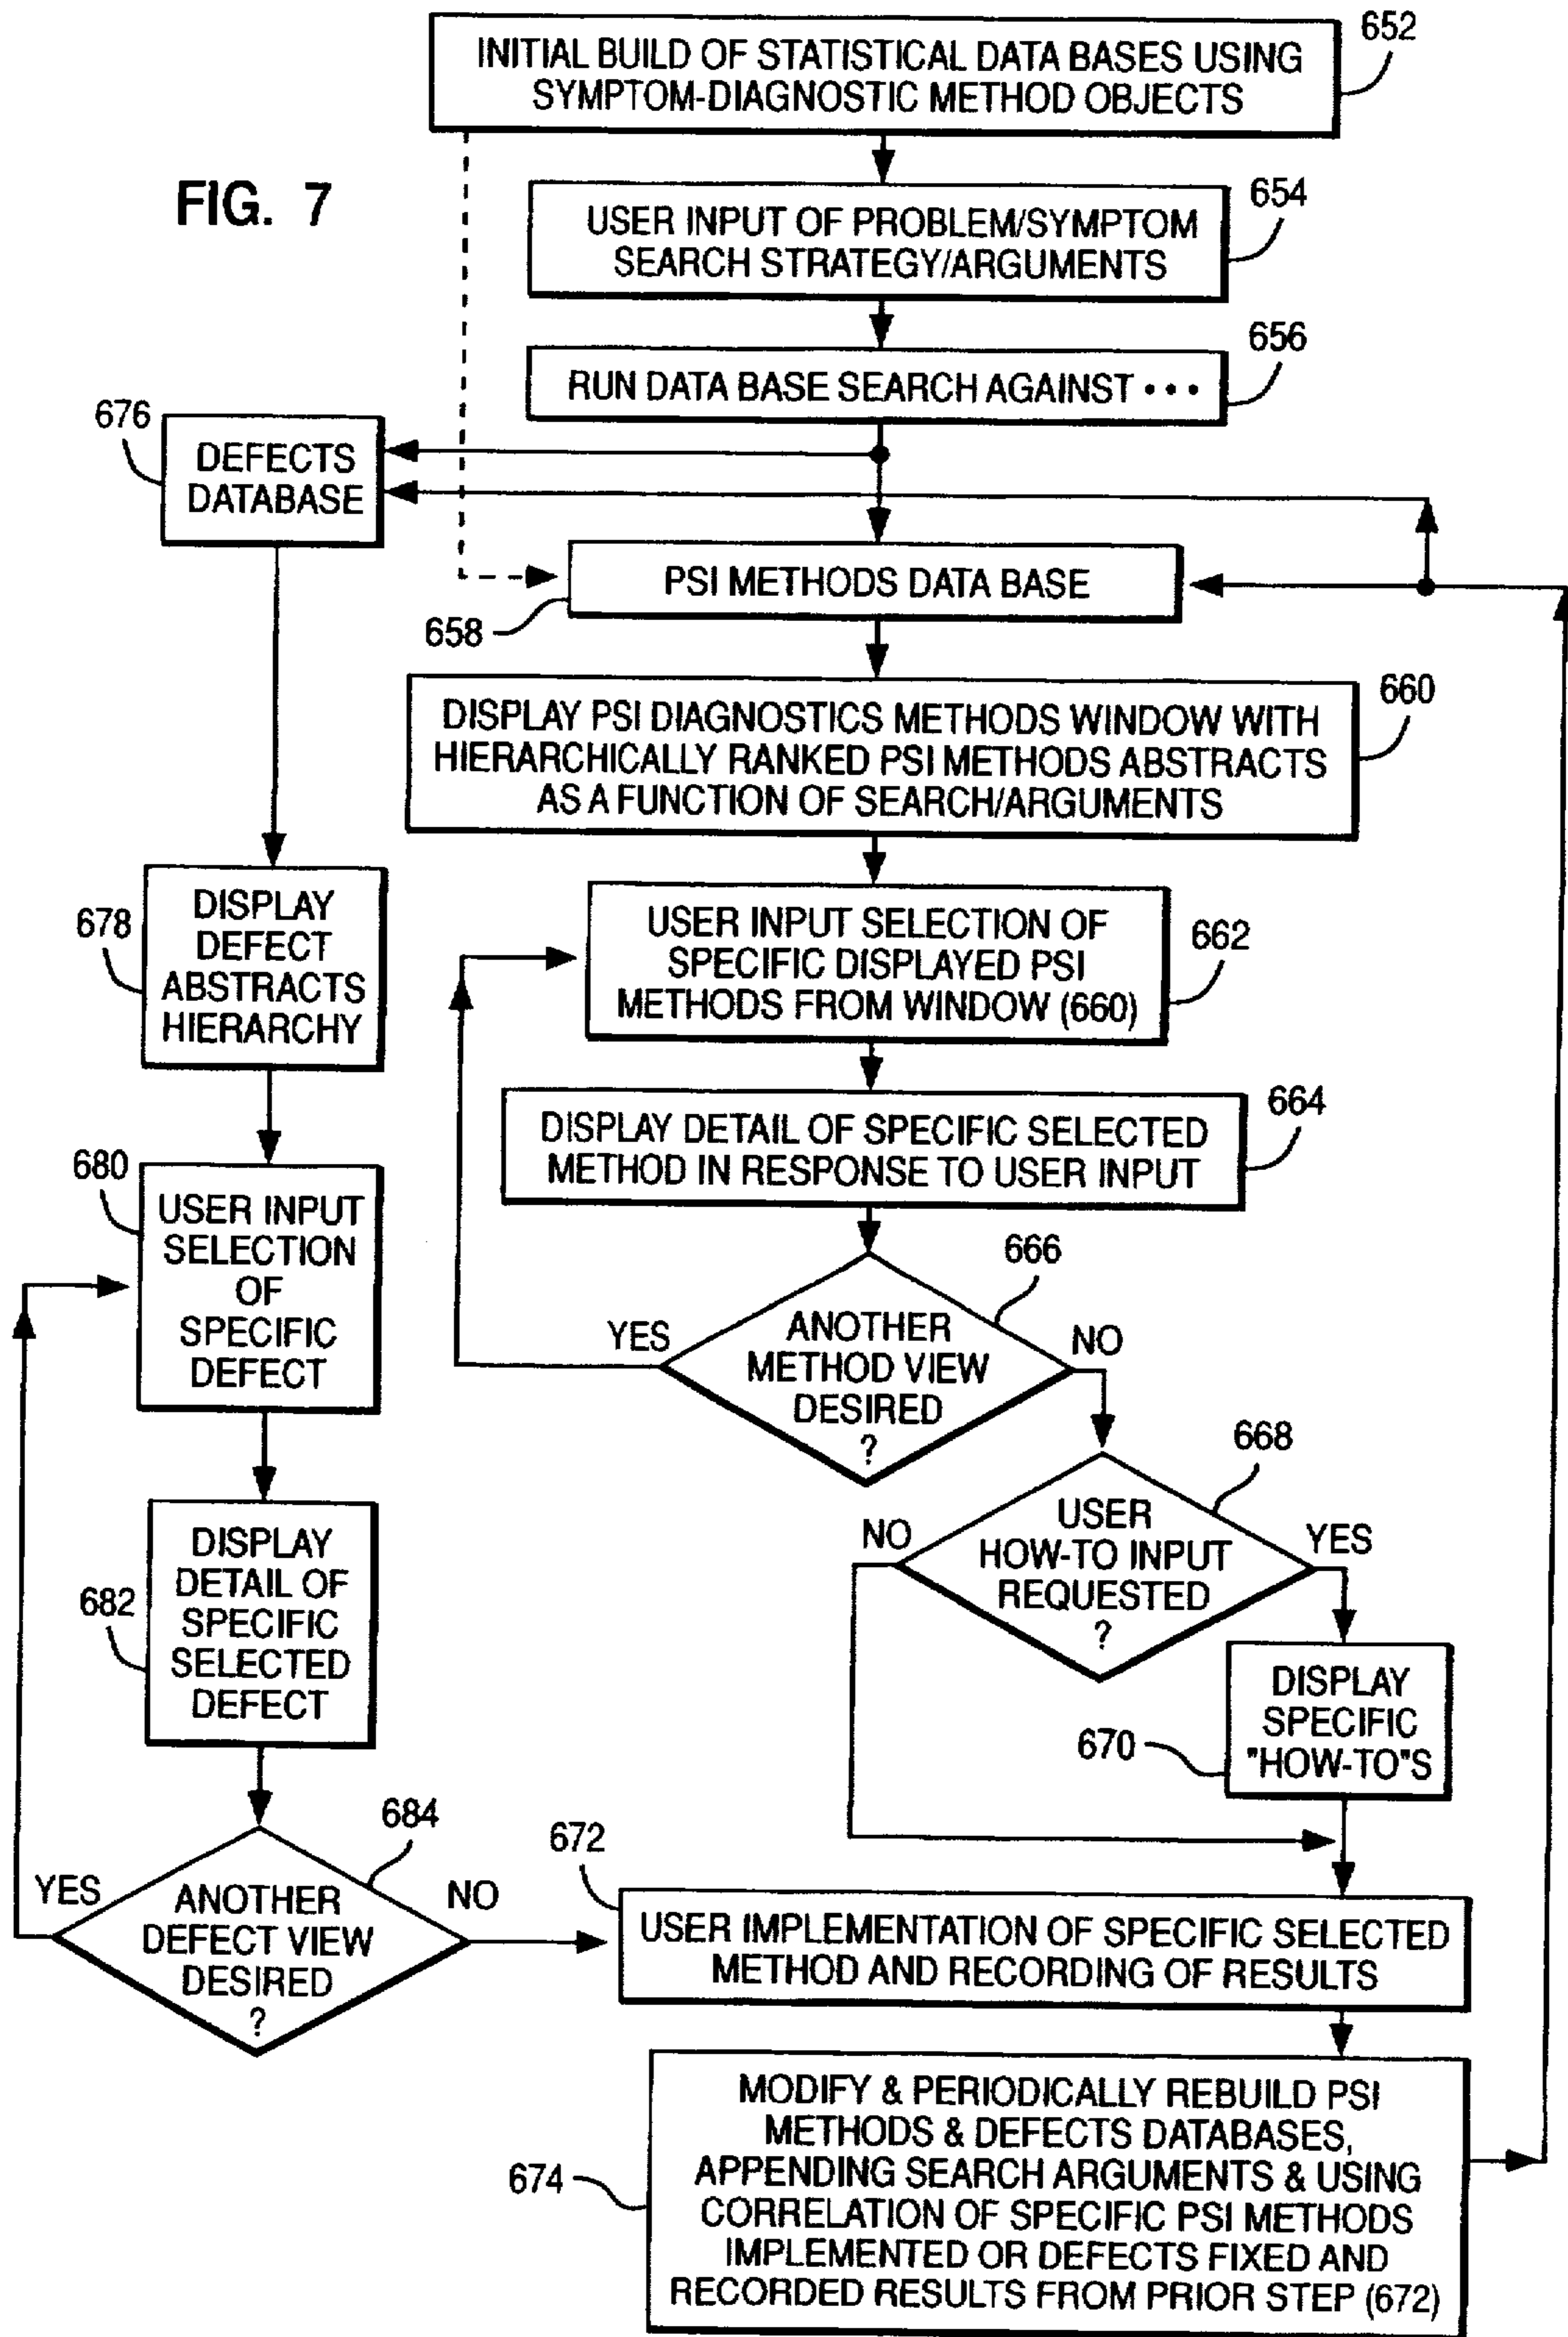 652
INITIAL BUILD OF STATISTICAL DATA BASES USING
SYMPTOM-DIAGNOSTIC METHOD OBJECTS
FIG. 7
654
USER INPUT OF PROBLEM/SYMPTOM
SEARCH STRATEGY/ARGUMENTS
656
RUN DATA BASE SEARCH AGAINST •••
676
DEFECTS
DATABASE
PSI METHODS DATA BASE
658
660
DISPLAY PSI DIAGNOSTICS METHODS WINDOW WITH
HIERARCHICALLY RANKED PSI METHODS ABSTRACTS
AS A FUNCTION OF SEARCH/ARGUMENTS
678
DISPLAY
DEFECT
ABSTRACTS
HIERARCHY
662
USER INPUT SELECTION OF
SPECIFIC DISPLAYED PSI
METHODS FROM WINDOW (660)
664
DISPLAY DETAIL OF SPECIFIC SELECTED
METHOD IN RESPONSE TO USER INPUT
680
USER INPUT
SELECTION
OF
SPECIFIC
DEFECT
666
YES
ANOTHER
METHOD VIEW
DESIRED
?
NO
668
NO
USER
HOW-TO INPUT
REQUESTED
?
YES
682
DISPLAY
DETAIL OF
SPECIFIC
SELECTED
DEFECT
670
DISPLAY
SPECIFIC
"HOW-TO"S
684
YES
ANOTHER
DEFECT VIEW
DESIRED
?
NO
672
USER IMPLEMENTATION OF SPECIFIC SELECTED
METHOD AND RECORDING OF RESULTS
674
MODIFY & PERIODICALLY REBUILD PSI
METHODS & DEFECTS DATABASES,
APPENDING SEARCH ARGUMENTS & USING
CORRELATION OF SPECIFIC PSI METHODS
IMPLEMENTED OR DEFECTS FIXED AND
RECORDED RESULTS FROM PRIOR STEP (672)